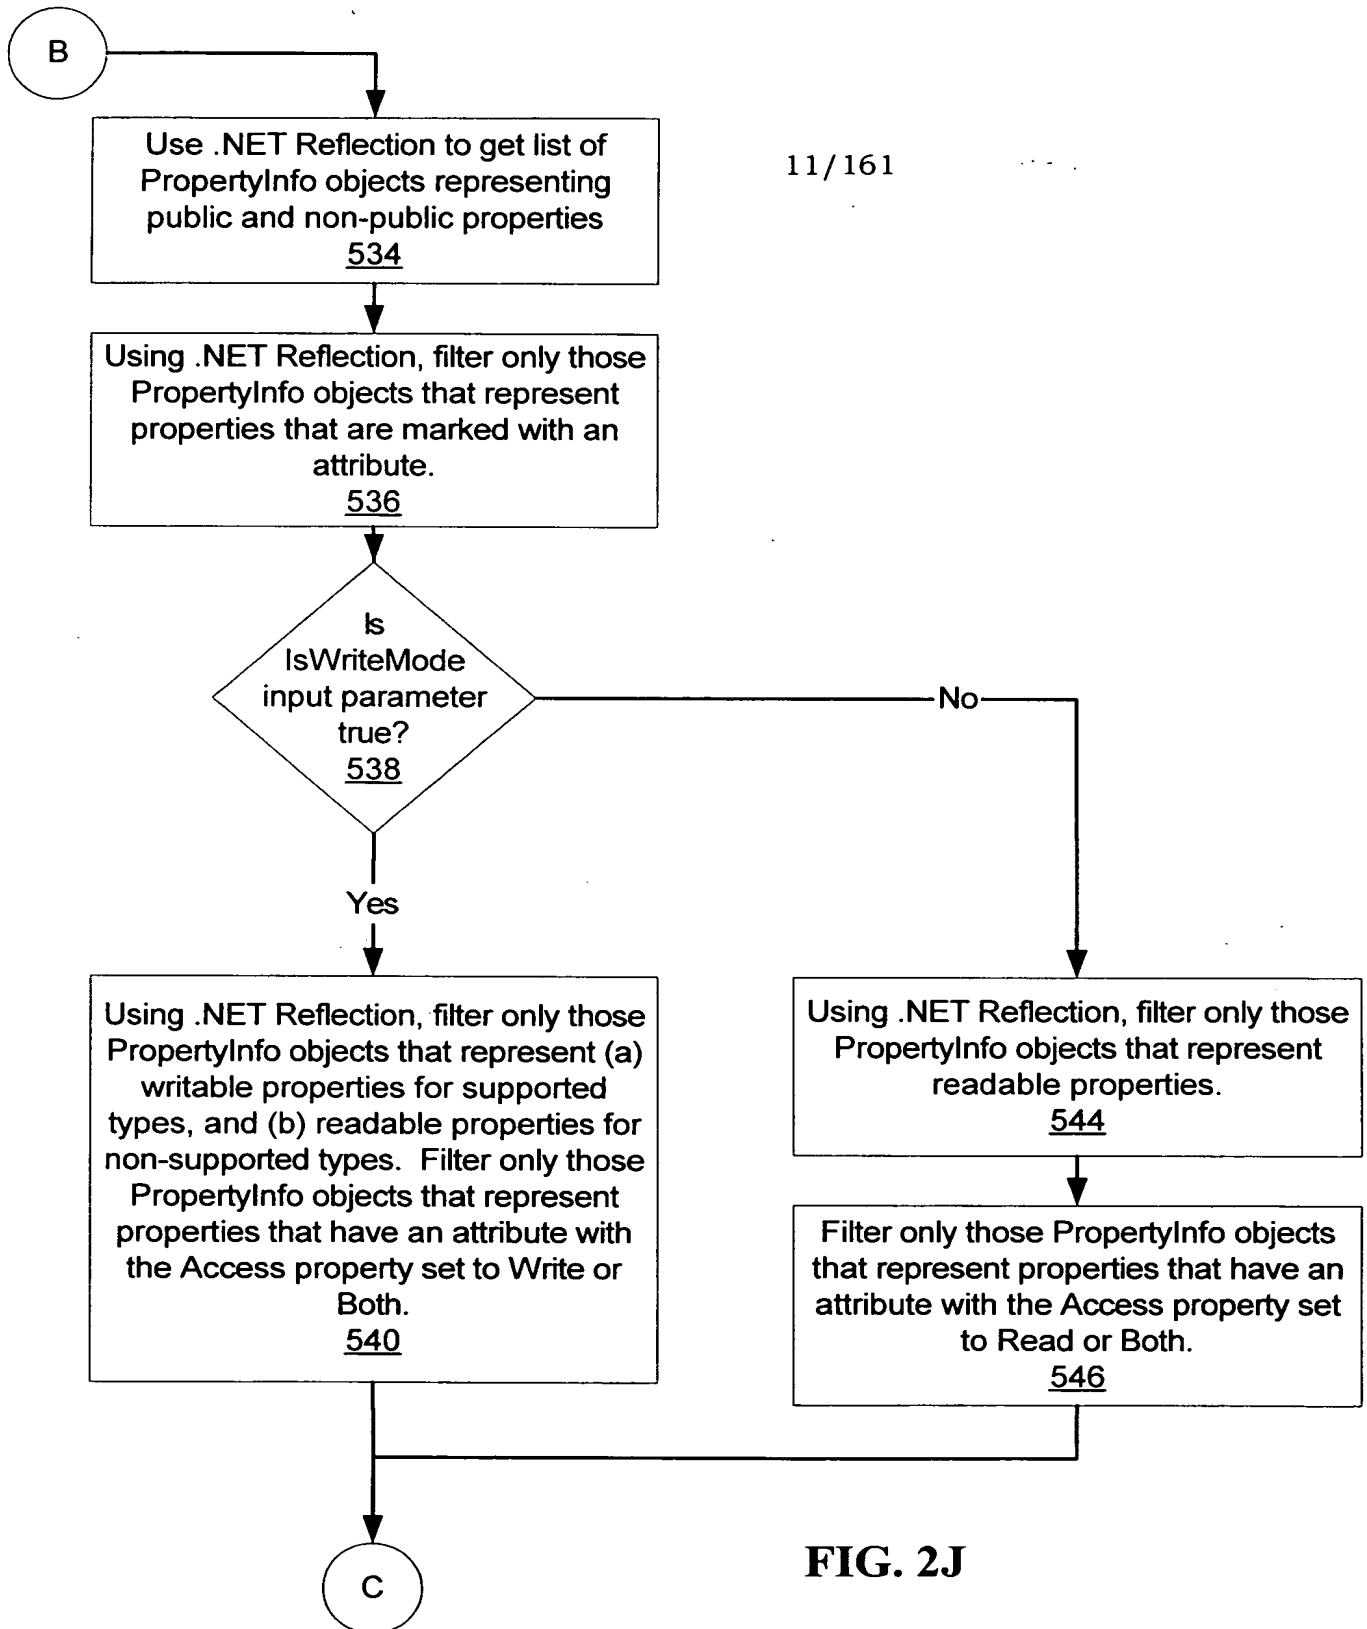 B
Use .NET Reflection to get list of
PropertyInfo objects representing
public and non-public properties
534
11/161
Using .NET Reflection, filter only those
PropertyInfo objects that represent
properties that are marked with an
attribute.
536
Is
IsWriteMode
input parameter
true?
538
No
Yes
Using .NET Reflection, filter only those
PropertyInfo objects that represent (a)
writable properties for supported
types, and (b) readable properties for
non-supported types.  Filter only those
PropertyInfo objects that represent
properties that have an attribute with
the Access property set to Write or
Both.
540
Using .NET Reflection, filter only those
PropertyInfo objects that represent
readable properties.
544
Filter only those PropertyInfo objects
that represent properties that have an
attribute with the Access property set
to Read or Both.
546
C
FIG. 2J